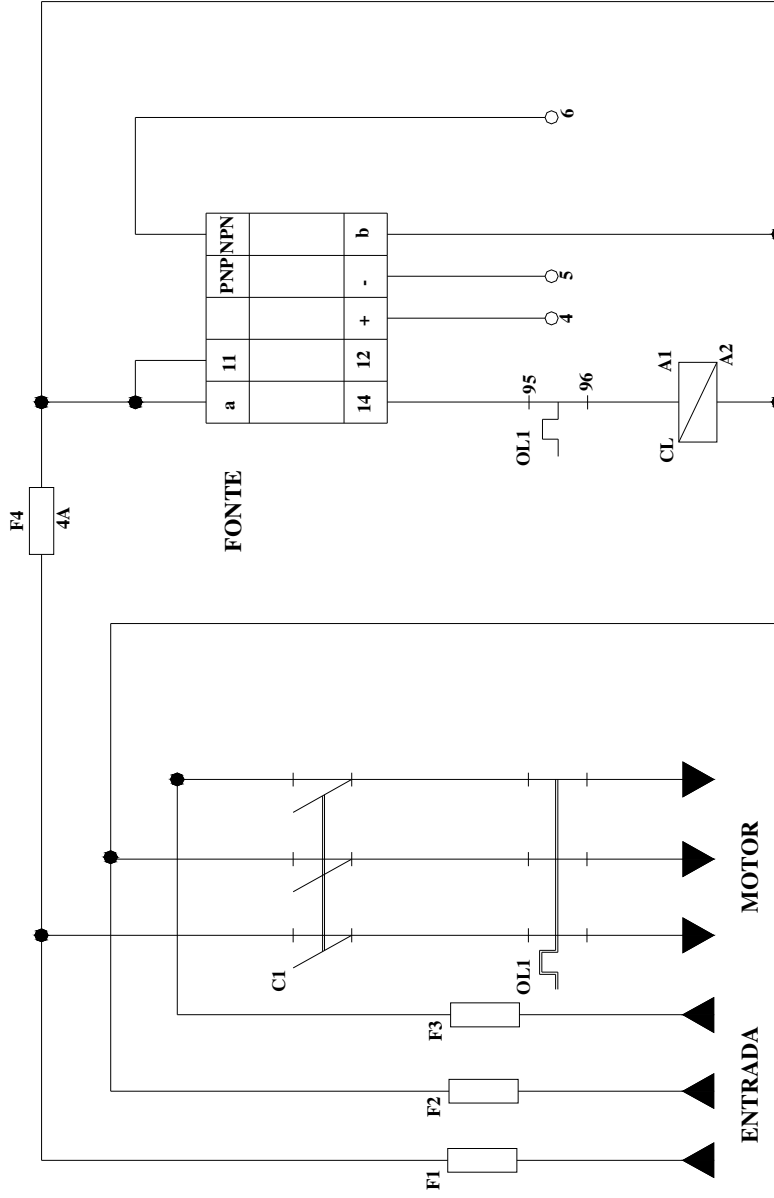 F1
F2
F3
ENTRADA
C1
OL1
MOTOR
F4
4A
FONTE
a
11
PNP
NPN
14
12
+
-
b
OL1
95
96
CL
A1
A2
4
5
6